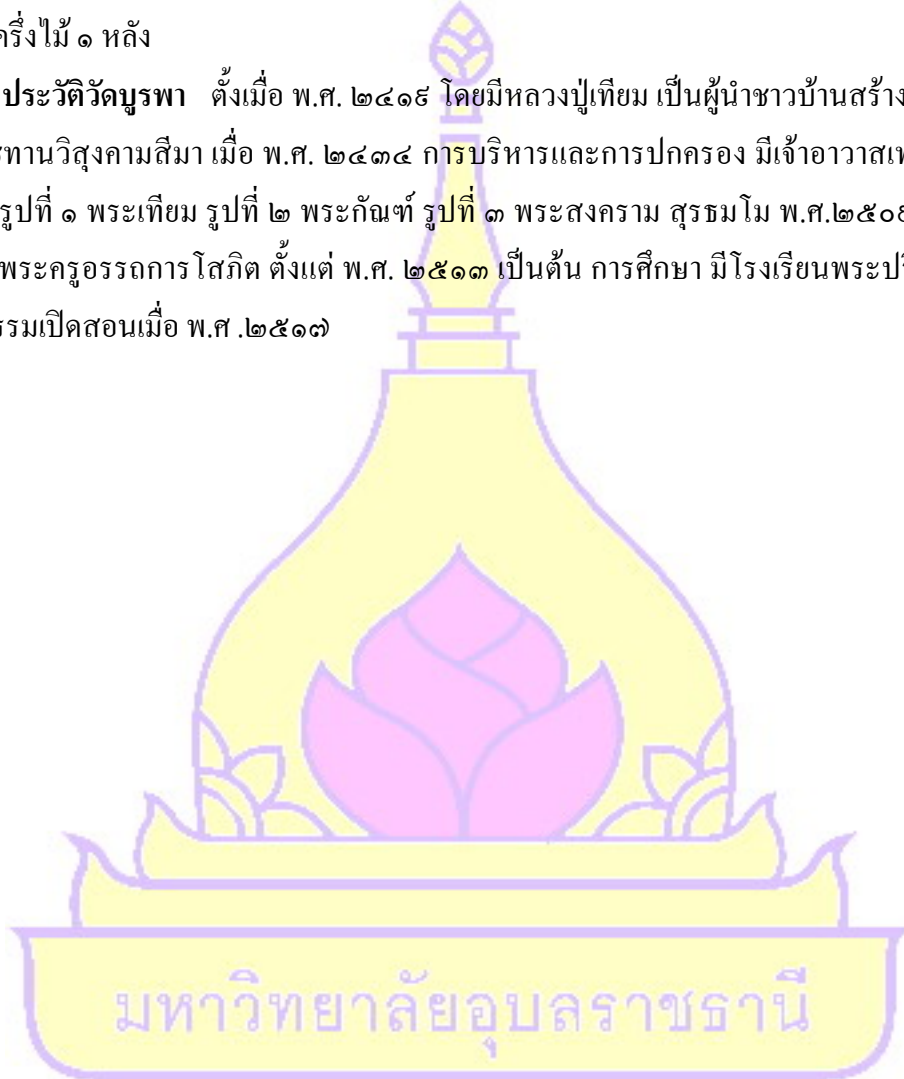 ครึ่งไม้ ๑ หลัง
ประวัติวัดบูรพา ตั้งเมื่อ พ.ศ. ๒๔๑๙ โดยมีหลวงปู่เทียม เป็นผู้นำชาวบ้านสร้าง
ทานวิสุงคามสีมา เมื่อ พ.ศ. ๒๔๓๔ การบริหารและการปกครอง มีเจ้าอาวาส
รูปที่ ๑ พระเทียม รูปที่ ๒ พระกัณฑ์ รูปที่ ๓ พระสงคราม สุรธมโม พ.ศ.๒๕๐๙
พระครูอรรถการโสภิต ตั้งแต่ พ.ศ. ๒๕๑๓ เป็นต้น การศึกษา มีโรงเรียนพระปริ
รรมเปิดสอนเมื่อ พ.ศ .๒๕๑๗
มหาวิทยาลัยอุบลราชธานี